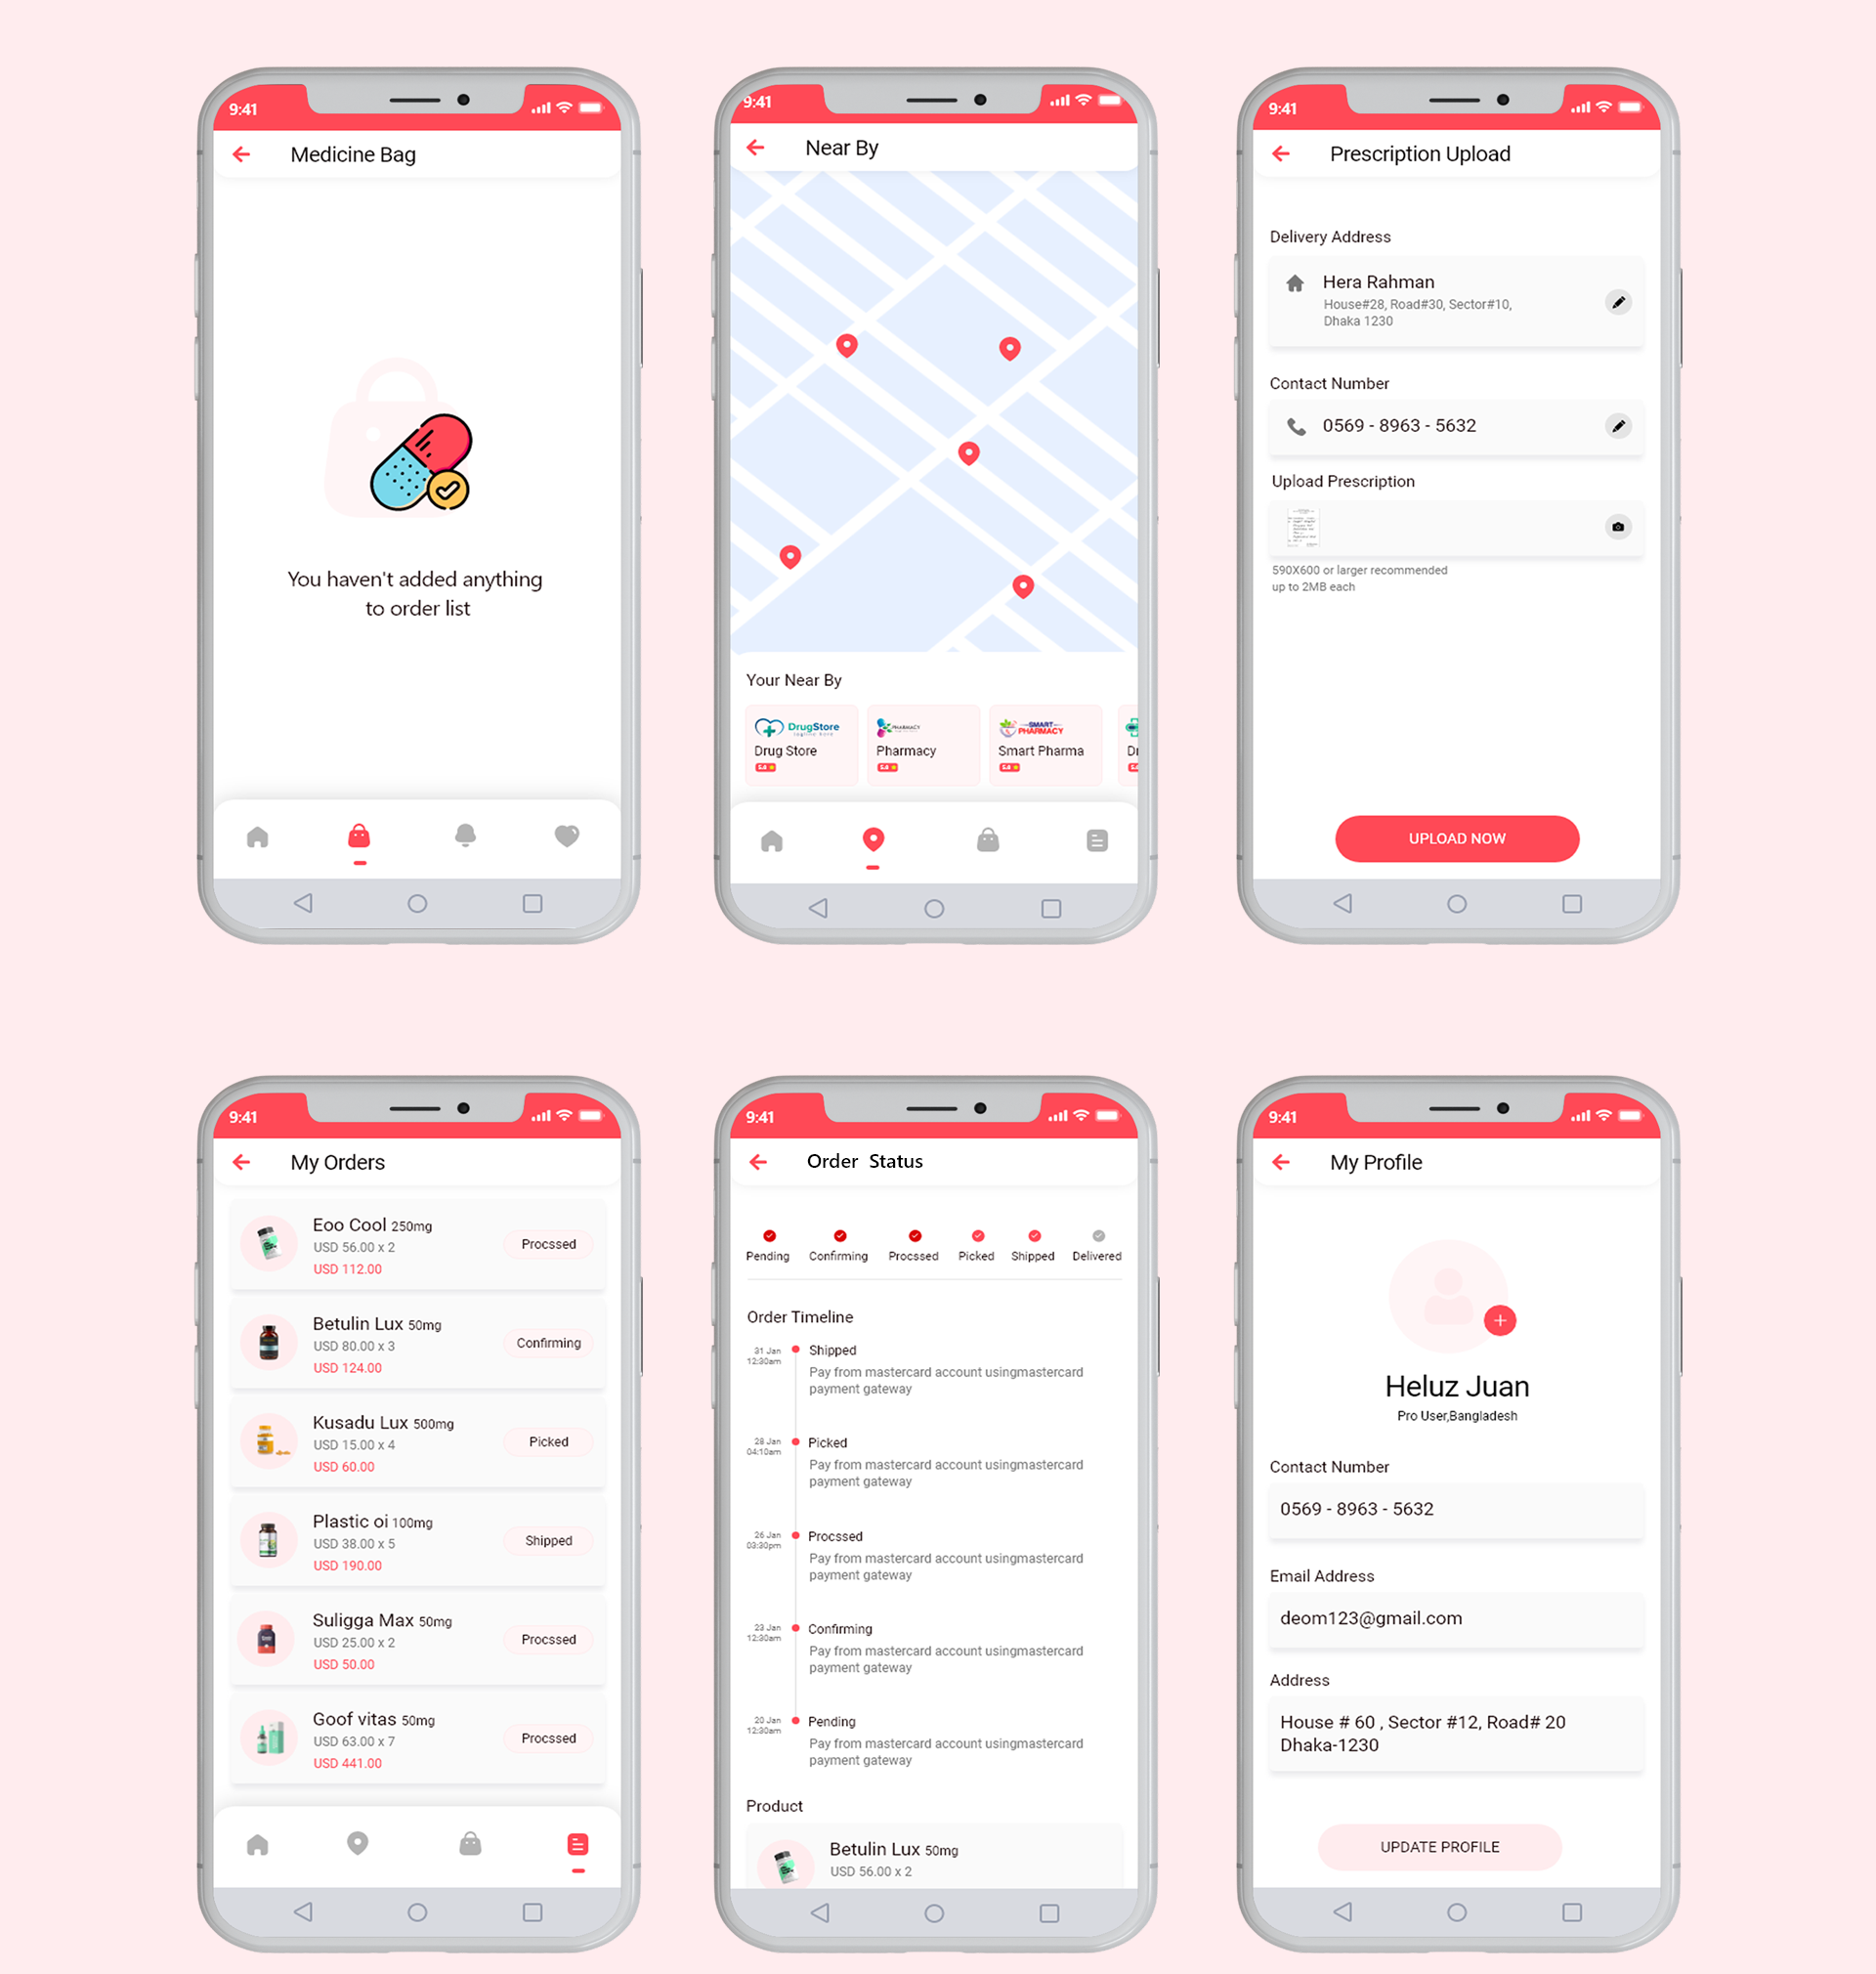 9:41
Medicine Bag
You haven't added anything
to order list
9:41
Near By
Your Near By
DrugStore
Drug Store
5.0
PHARMACY
Pharmacy
5.0
SMART
PHARMACY
Smart Pharma
5.0
9:41
Prescription Upload
Delivery Address
Hera Rahman
House#28, Road#30, Sector#10,
Dhaka 1230
Contact Number
0569 - 8963 - 5632
Upload Prescription
590X600 or larger recommended
up to 2MB each
UPLOAD NOW
9:41
My Orders
Eoo Cool 250mg
USD 56.00 x 2
USD 112.00
Procssed
Betulin Lux 50mg
USD 80.00 x 3
USD 124.00
Confirming
Kusadu Lux 500mg
USD 15.00 x 4
USD 60.00
Picked
Plastic oi 100mg
USD 38.00 x 5
USD 190.00
Shipped
Suligga Max 50mg
USD 25.00 x 2
USD 50.00
Procssed
Goof vitas 50mg
USD 63.00 x 7
USD 441.00
Procssed
9:41
Order Status
Pending Confirming Procssed Picked Shipped Delivered
Order Timeline
31 Jan
12:30am
Shipped
Pay from mastercard account usingmastercard
payment gateway
28 Jan
04:10am
Picked
Pay from mastercard account usingmastercard
payment gateway
26 Jan
03:30pm
Procssed
Pay from mastercard account usingmastercard
payment gateway
23 Jan
12:30am
Confirming
Pay from mastercard account usingmastercard
payment gateway
20 Jan
12:30am
Pending
Pay from mastercard account usingmastercard
payment gateway
Product
Betulin Lux 50mg
USD 56.00 x 2
9:41
My Profile
Heluz Juan
Pro User,Bangladesh
Contact Number
0569 - 8963 - 5632
Email Address
deom123@gmail.com
Address
House # 60 , Sector #12, Road# 20
Dhaka-1230
UPDATE PROFILE